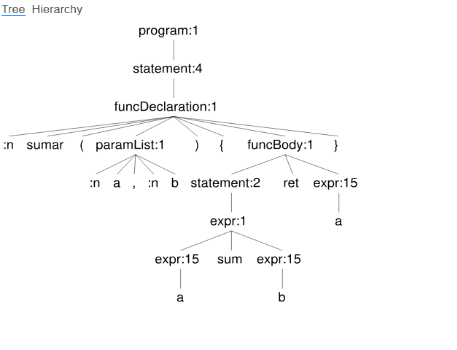 Tree Hierarchy
program:1
statement:4
funcDeclaration:1
:n sumar ( paramList:1 ) { funcBody:1 }
:n a , :n b statement:2 ret expr:15
expr:1 a
expr:15 sum expr:15
a b